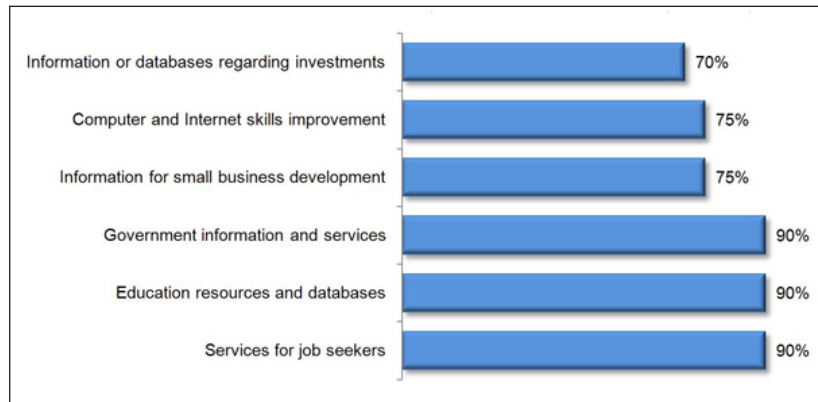 Information or databases regarding investments 70%
Computer and Internet skills improvement 75%
Information for small business development 75%
Government information and services 90%
Education resources and databases 90%
Services for job seekers 90%